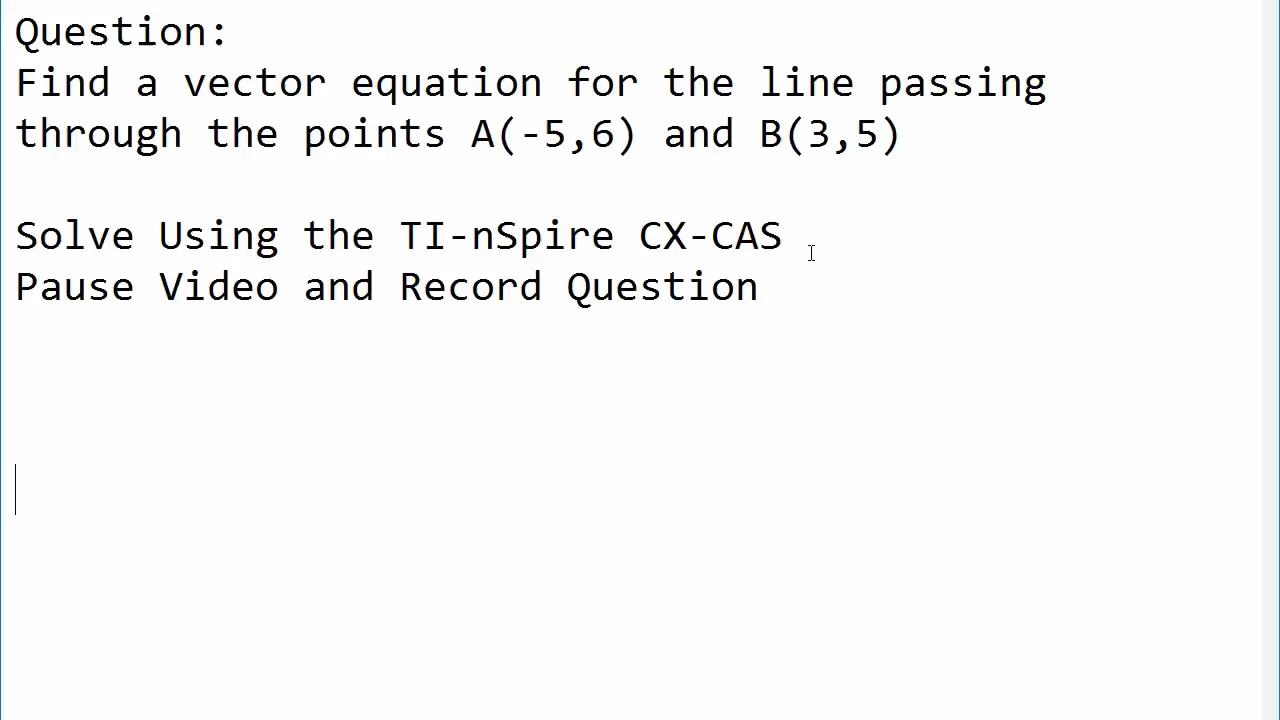 Question:
Find a vector equation for the line passing
through the points A(-5,6) and B(3,5)
Solve Using the TI-nSpire CX-CAS
Pause Video and Record Question